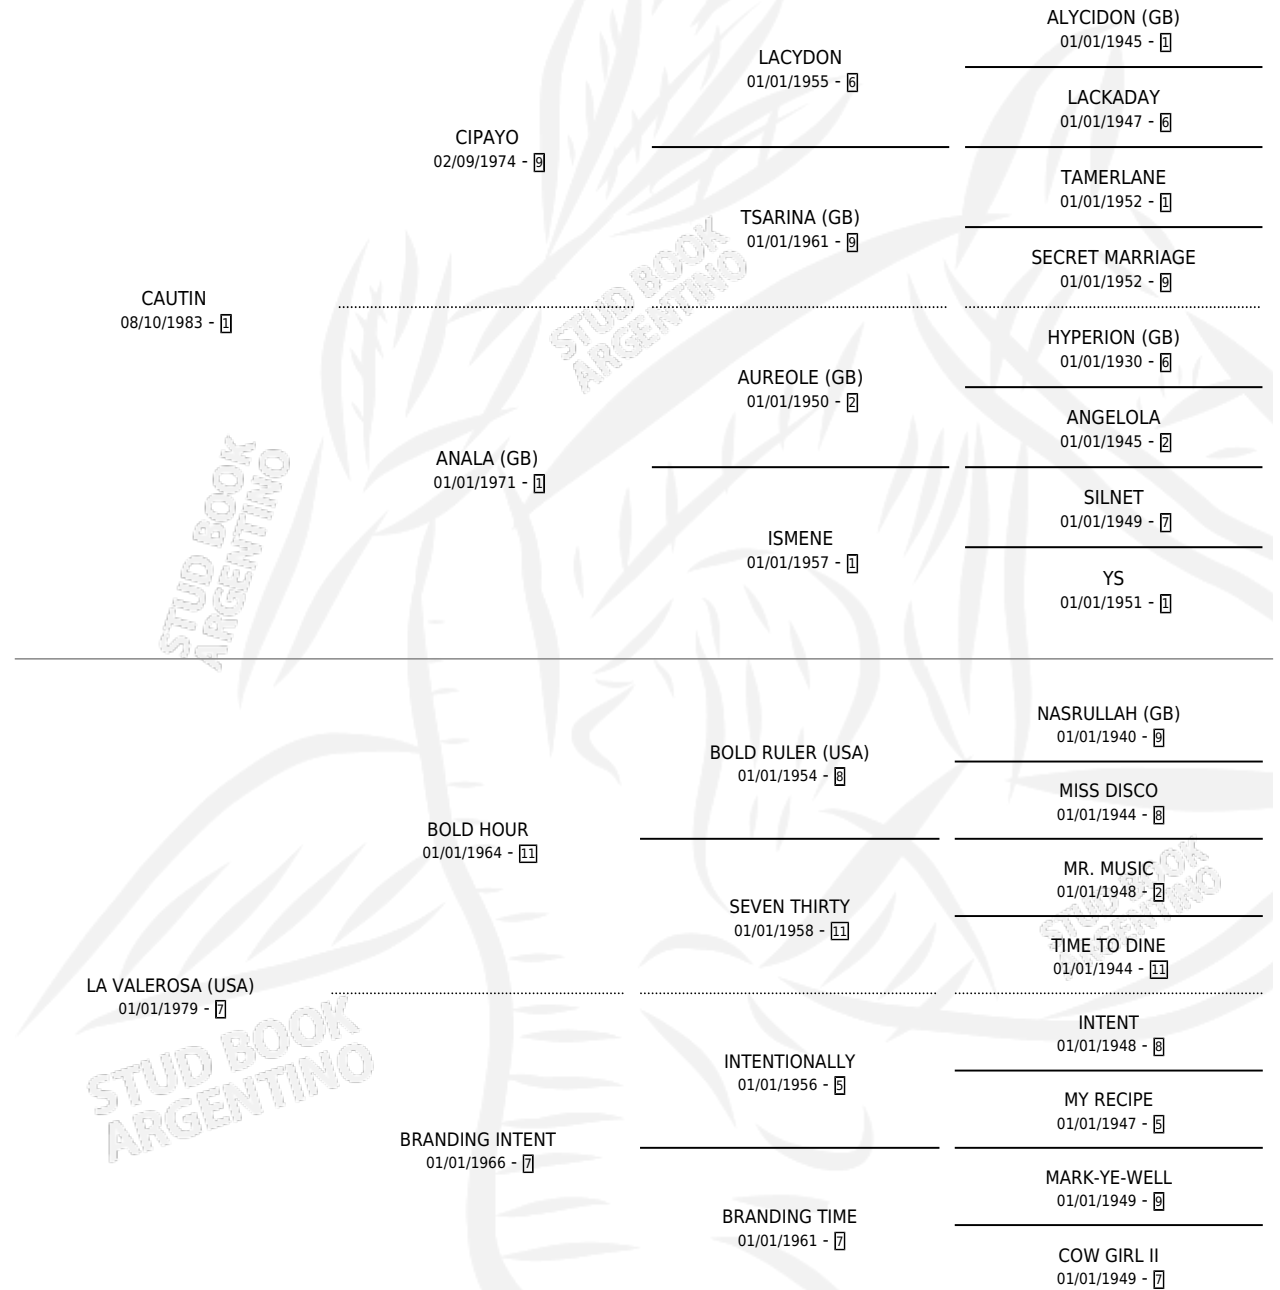 ALYCIDON (GB)
01/01/1945 - 1
LACYDON
01/01/1955 - 6
LACKADAY
01/01/1947 - 6
CIPAYO
02/09/1974 - 9
TAMERLANE
01/01/1952 - 1
TSARINA (GB)
01/01/1961 - 9
SECRET MARRIAGE
01/01/1952 - 9
CAUTIN
08/10/1983 - 1
HYPERION (GB)
01/01/1930 - 6
AUREOLE (GB)
01/01/1950 - 2
ANGELOLA
01/01/1945 - 2
ANALA (GB)
01/01/1971 - 1
SILNET
01/01/1949 - 7
ISMENE
01/01/1957 - 1
YS
01/01/1951 - 1
NASRULLAH (GB)
01/01/1940 - 9
BOLD RULER (USA)
01/01/1954 - 8
MISS DISCO
01/01/1944 - 8
BOLD HOUR
01/01/1964 - 11
MR. MUSIC
01/01/1948 - 2
SEVEN THIRTY
01/01/1958 - 11
TIME TO DINE
01/01/1944 - 11
LA VALEROSA (USA)
01/01/1979 - 7
INTENT
01/01/1948 - 8
INTENTIONALLY
01/01/1956 - 5
MY RECIPE
01/01/1947 - 5
BRANDING INTENT
01/01/1966 - 7
MARK-YE-WELL
01/01/1949 - 9
BRANDING TIME
01/01/1961 - 7
COW GIRL II
01/01/1949 - 7
STUD BOOK
ARGENTINO
STUD BOOK
ARGENTINO
STUD BOOK
ARGENTINO
STUD BOOK
ARGENTINO